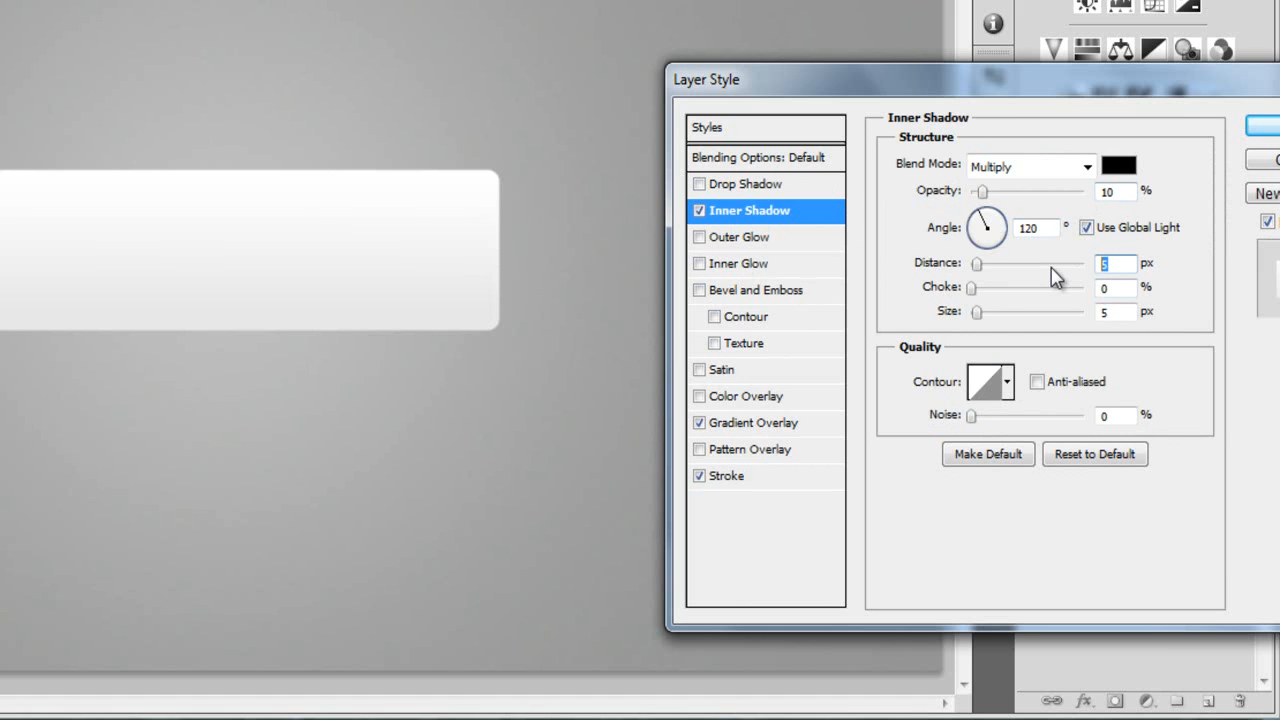 Layer Style
Styles
Blending Options: Default
Drop Shadow
Inner Shadow
Outer Glow
Inner Glow
Bevel and Emboss
Contour
Texture
Satin
Color Overlay
Gradient Overlay
Pattern Overlay
Stroke
Inner Shadow
Structure
Blend Mode: Multiply
Opacity: 10 %
Angle: 120 ° Use Global Light
Distance: 5 px
Choke: 0 %
Size: 5 px
Quality
Contour: Anti-aliased
Noise: 0 %
Make Default Reset to Default
New
fx